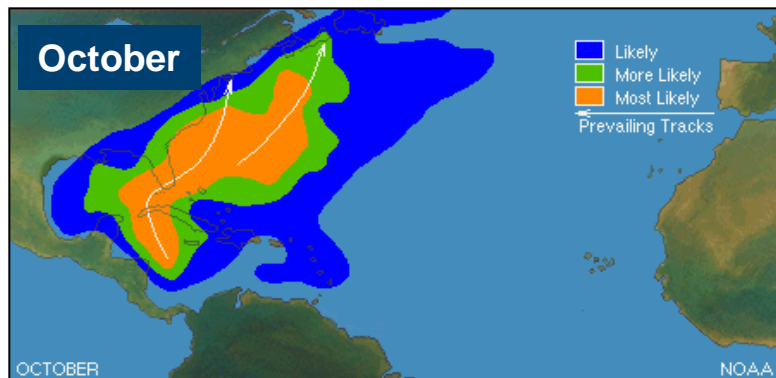 October
Likely
More Likely
Most Likely
Prevailing Tracks
OCTOBER
NOAA